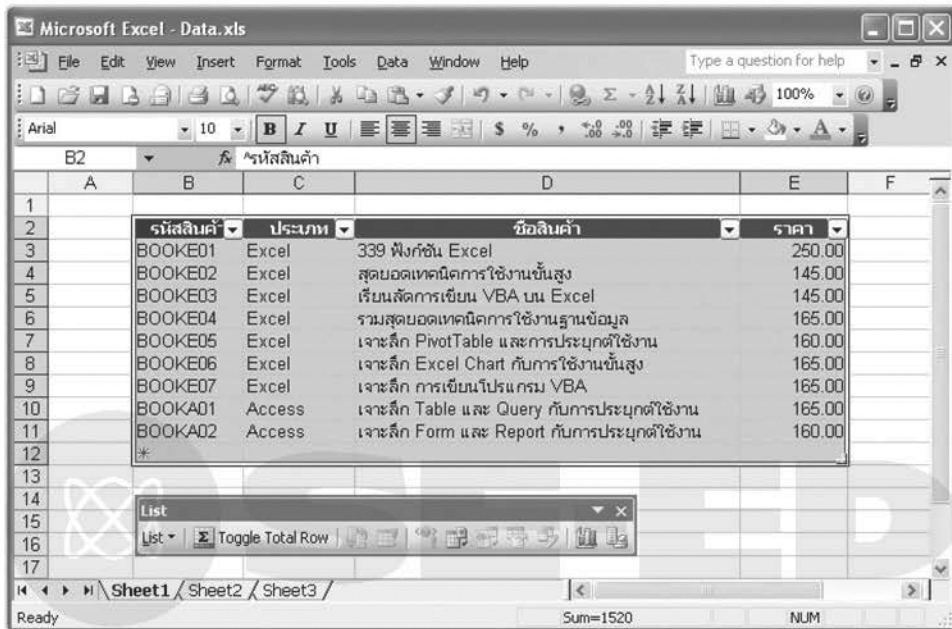 Microsoft Excel - Data.xls
File Edit View Insert Format Tools Data Window Help Type a question for help
100%
Arial 10 B I U $ % ,
B2 fx ^รหัสสินค้า
A B C D E F
1
2 รหัสสินค้า ประเภท ชื่อสินค้า ราคา
3 BOOKE01 Excel 339 ฟังก์ชัน Excel 250.00
4 BOOKE02 Excel สุดยอดเทคนิคการใช้งานขั้นสูง 145.00
5 BOOKE03 Excel เรียนลัดการเขียน VBA บน Excel 145.00
6 BOOKE04 Excel รวมสุดยอดเทคนิคการใช้งานฐานข้อมูล 165.00
7 BOOKE05 Excel เจาะลึก PivotTable และการประยุกต์ใช้งาน 160.00
8 BOOKE06 Excel เจาะลึก Excel Chart กับการใช้งานขั้นสูง 165.00
9 BOOKE07 Excel เจาะลึก การเขียนโปรแกรม VBA 165.00
10 BOOKA01 Access เจาะลึก Table และ Query กับการประยุกต์ใช้งาน 165.00
11 BOOKA02 Access เจาะลึก Form และ Report กับการประยุกต์ใช้งาน 160.00
12 *
13
14
15
16
17
List
List Σ Toggle Total Row
Sheet1 Sheet2 Sheet3
Ready Sum=1520 NUM
SE-ED